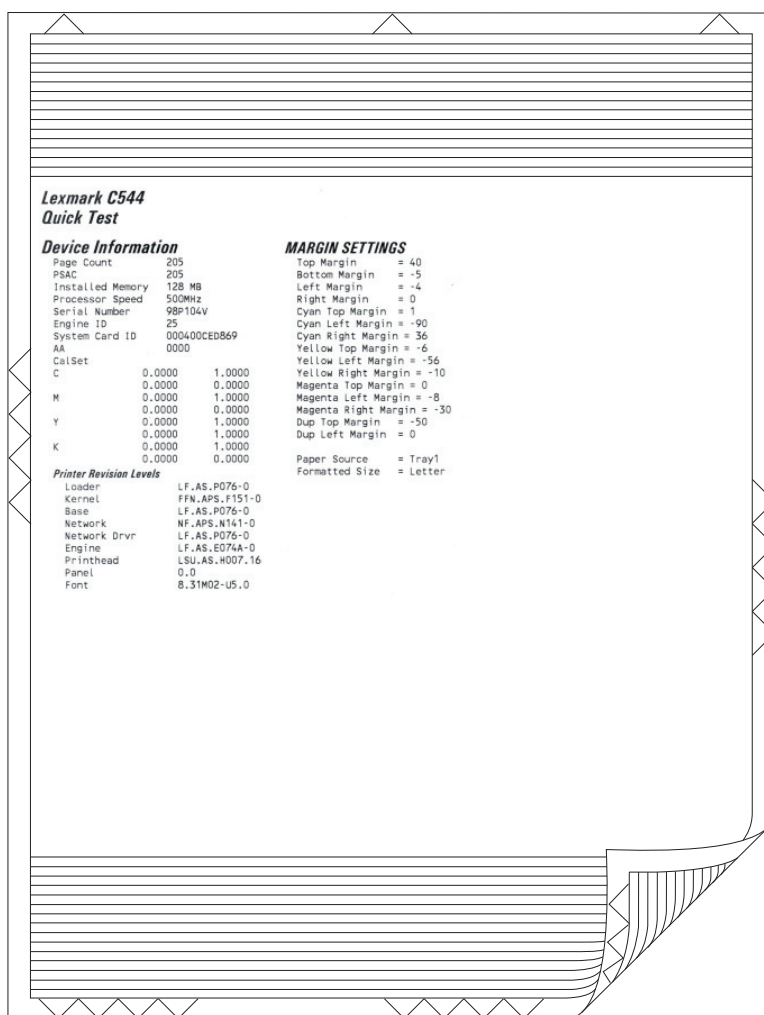 Lexmark C544
Quick Test
Device Information
Page Count 205
PSAC 205
Installed Memory 128 MB
Processor Speed 500MHz
Serial Number 98P104V
Engine ID 25
System Card ID 000400CED869
AA 0000
CalSet
C 0.0000 1.0000
0.0000 0.0000
M 0.0000 1.0000
0.0000 0.0000
Y 0.0000 1.0000
0.0000 1.0000
K 0.0000 1.0000
0.0000 0.0000
Printer Revision Levels
Loader LF.AS.P076-0
Kernel FFN.APS.F151-0
Base LF.AS.P076-0
Network NF.APS.N141-0
Network Drvr LF.AS.P076-0
Engine LF.AS.E074A-0
Printhead LSU.AS.H007.16
Panel 0.0
Font 8.31M02-U5.0
MARGIN SETTINGS
Top Margin = 40
Bottom Margin = -5
Left Margin = -4
Right Margin = 0
Cyan Top Margin = 1
Cyan Left Margin = -90
Cyan Right Margin = 36
Yellow Top Margin = -6
Yellow Left Margin = -56
Yellow Right Margin = -10
Magenta Top Margin = 0
Magenta Left Margin = -8
Magenta Right Margin = -30
Dup Top Margin = -50
Dup Left Margin = 0
Paper Source = Tray1
Formatted Size = Letter